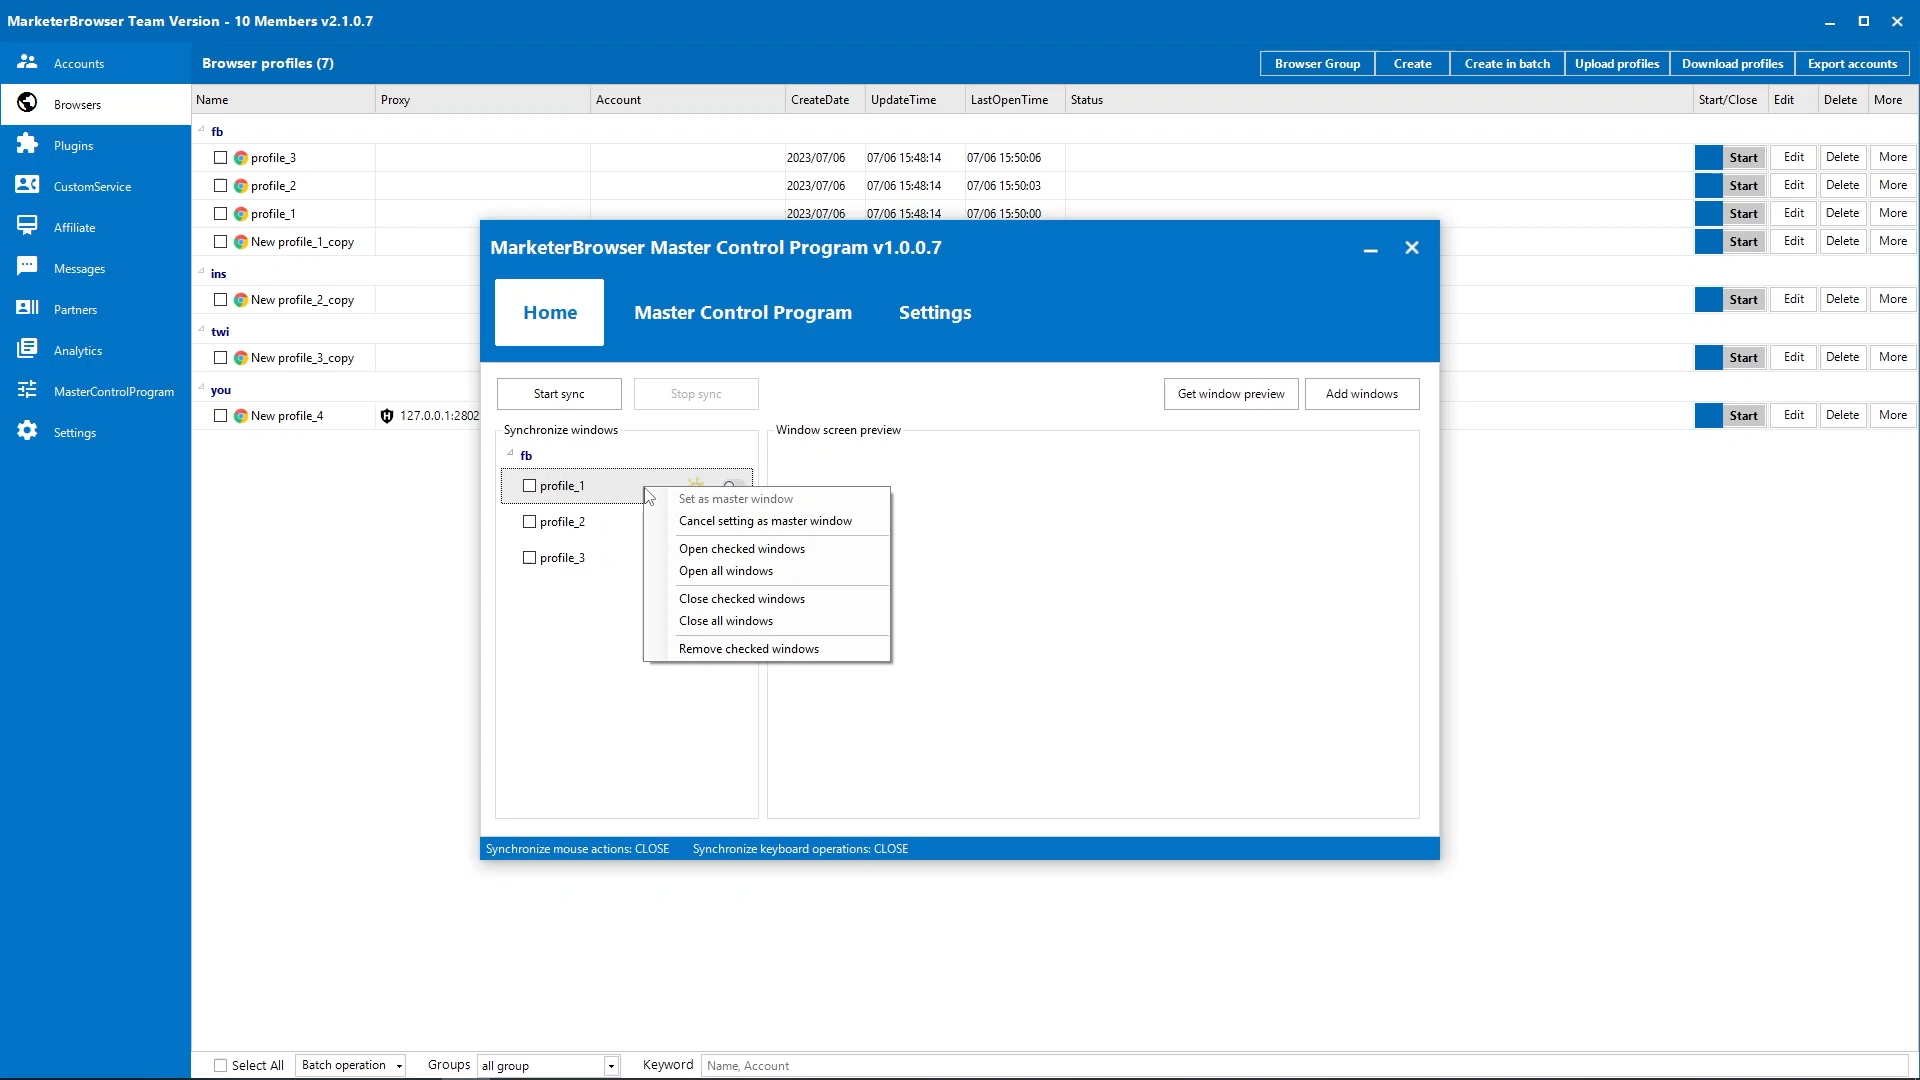 MarketerBrowser Team Version - 10 Members v2.1.0.7
Accounts
Browsers
Plugins
CustomService
Affiliate
Messages
Partners
Analytics
MasterControlProgram
Settings
Browser profiles (7)
Browser Group Create Create in batch Upload profiles Download profiles Export accounts
Name Proxy Account CreateDate UpdateTime LastOpenTime Status Start/Close Edit Delete More
fb
profile_3 2023/07/06 07/06 15:48:14 07/06 15:50:06 Start Edit Delete More
profile_2 2023/07/06 07/06 15:48:14 07/06 15:50:03 Start Edit Delete More
profile_1 2023/07/06 07/06 15:48:14 07/06 15:50:00 Start Edit Delete More
New profile_1_copy Start Edit Delete More
ins
New profile_2_copy Start Edit Delete More
twi
New profile_3_copy Start Edit Delete More
you
New profile_4 127.0.0.1:2802 Start Edit Delete More
MarketerBrowser Master Control Program v1.0.0.7
Home Master Control Program Settings
Start sync Stop sync Get window preview Add windows
Synchronize windows Window screen preview
fb
profile_1
profile_2
profile_3
Set as master window
Cancel setting as master window
Open checked windows
Open all windows
Close checked windows
Close all windows
Remove checked windows
Synchronize mouse actions: CLOSE Synchronize keyboard operations: CLOSE
Select All Batch operation Groups all group Keyword Name, Account